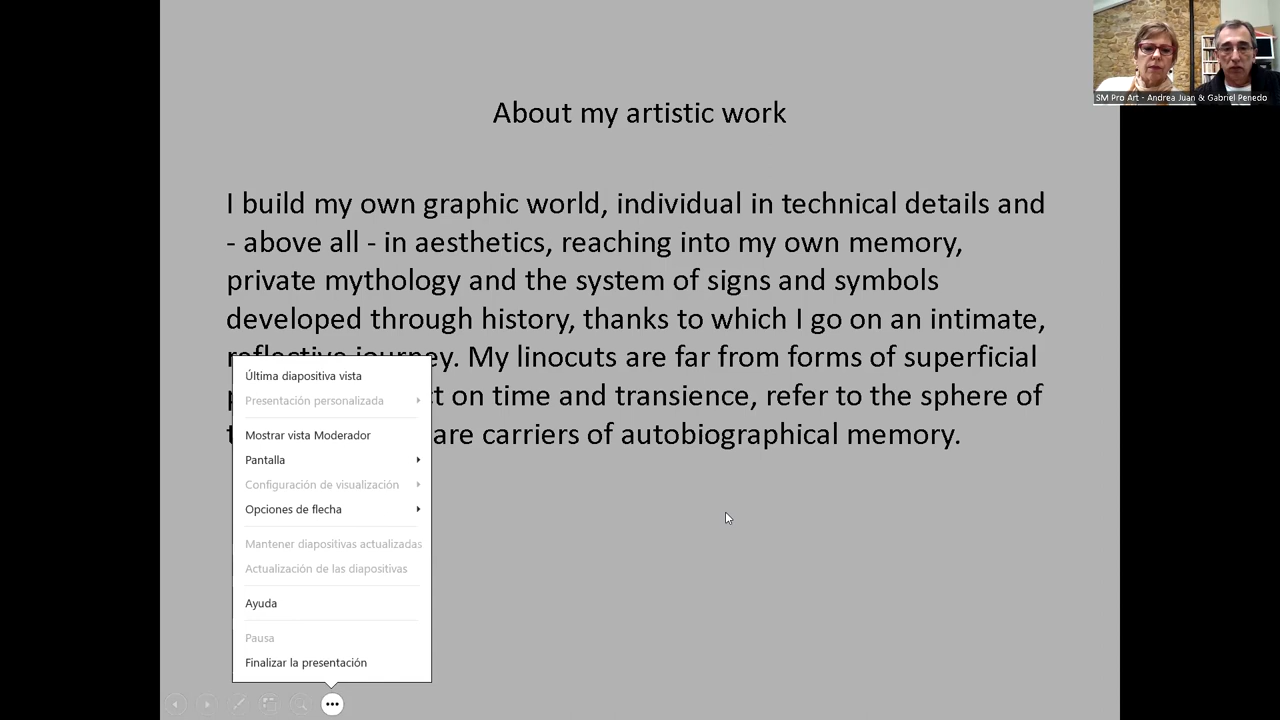 SM Pro Art - Andrea Juan & Gabriel Penedo
About my artistic work
I build my own graphic world, individual in technical details and
- above all - in aesthetics, reaching into my own memory,
private mythology and the system of signs and symbols
developed through history, thanks to which I go on an intimate,
reflective journey. My linocuts are far from forms of superficial
on time and transience, refer to the sphere of
are carriers of autobiographical memory.
Última diapositiva vista
Presentación personalizada
Mostrar vista Moderador
Pantalla
Configuración de visualización
Opciones de flecha
Mantener diapositivas actualizadas
Actualización de las diapositivas
Ayuda
Pausa
Finalizar la presentación